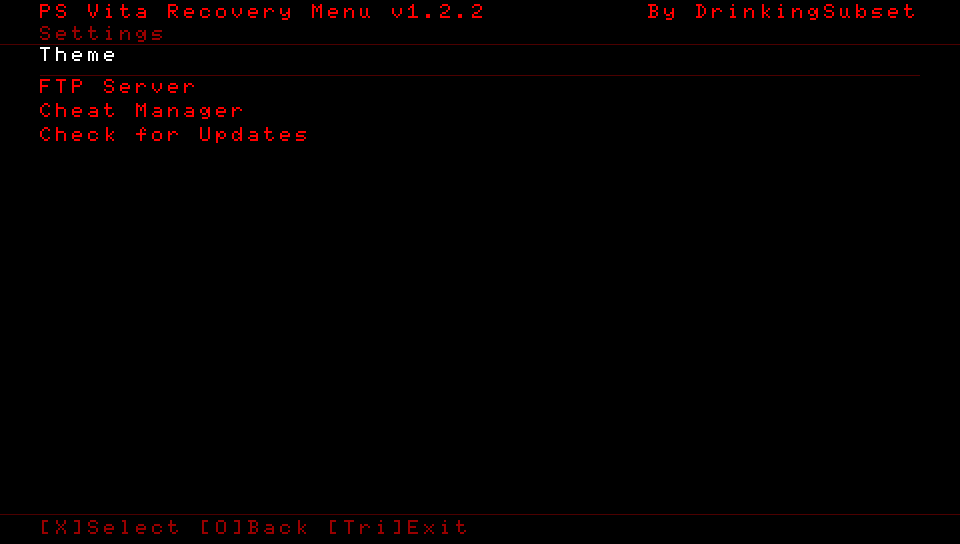 PS Vita Recovery Menu v1.2.2 By DrinkingSubset
Settings
Theme
FTP Server
Cheat Manager
Check for Updates
[X]Select [O]Back [Tri]Exit